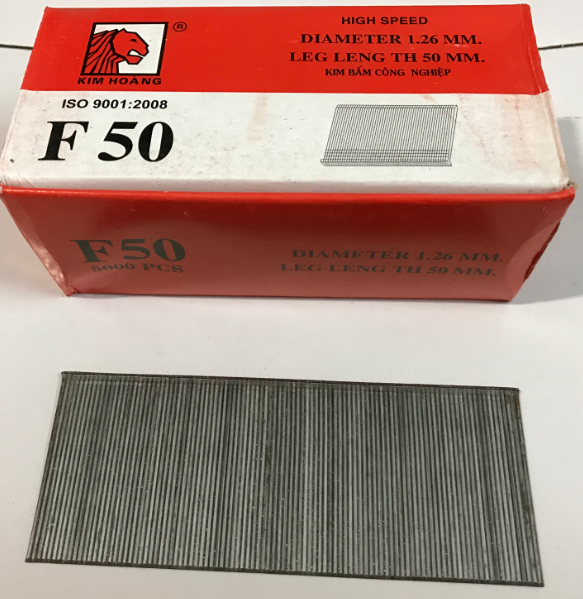 HIGH SPEED
DIAMETER 1.26 MM.
LEG LENG TH 50 MM.
KIM BẤM CÔNG NGHIỆP
®
KIM HOÀNG
ISO 9001:2008
F 50
F 50
5000 PCS
DIAMETER 1.26 MM.
LEG LENG TH 50 MM.